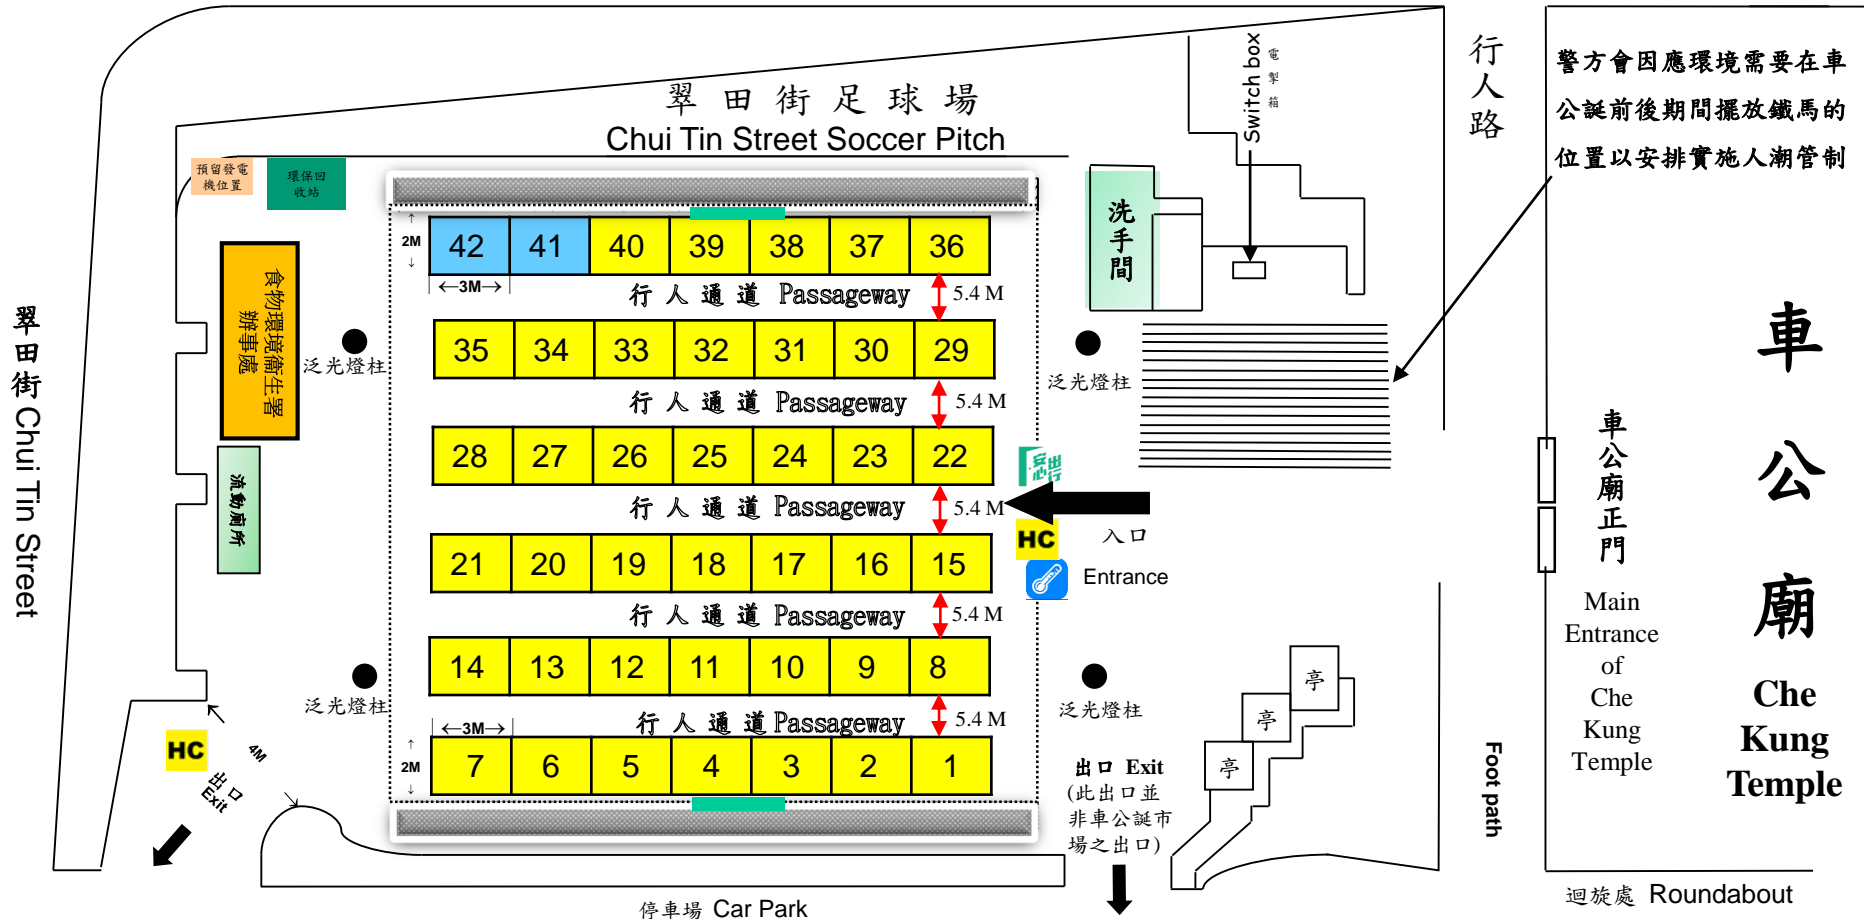 翠田街足球場
Chui Tin Street Soccer Pitch
Switch box
電掣箱
行人路
警方會因應環境需要在車
公誕前後期間擺放鐵馬的
位置以安排實施人潮管制
預留發電
機位置
環保回
收站
2M
42 41 40 39 38 37 36
←3M→
行人通道 Passageway
5.4 M
洗手間
食物環境衞生署
辦事處
泛光燈柱
35 34 33 32 31 30 29
泛光燈柱
行人通道 Passageway
5.4 M
翠田街 Chui Tin Street
流動廁所
28 27 26 25 24 23 22
安心出行
行人通道 Passageway
5.4 M
HC
入口
Entrance
21 20 19 18 17 16 15
行人通道 Passageway
5.4 M
14 13 12 11 10 9 8
泛光燈柱
泛光燈柱
←3M→
行人通道 Passageway
5.4 M
2M
7 6 5 4 3 2 1
HC
4M
出口
Exit
出口 Exit
(此出口並
非車公誕市
場之出口)
亭
亭
亭
Foot path
車公廟正門
Main
Entrance
of
Che
Kung
Temple
車公廟
Che
Kung
Temple
停車場 Car Park
迴旋處 Roundabout